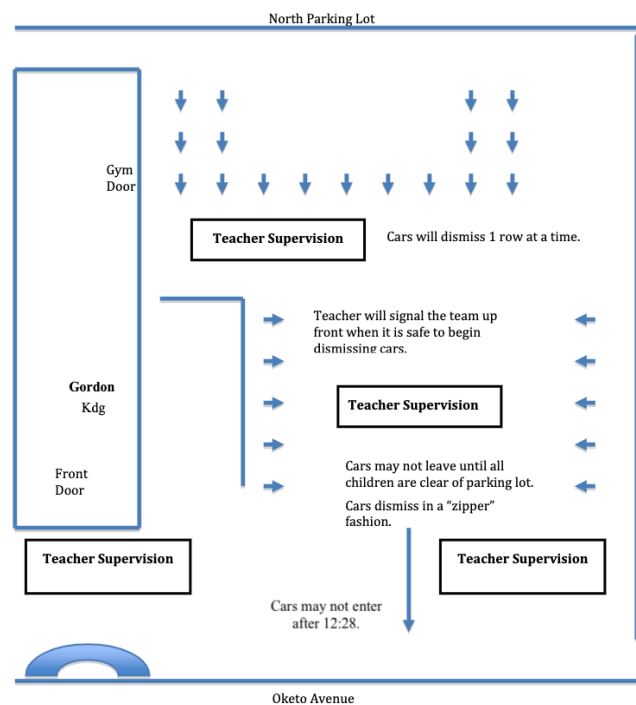 North Parking Lot
Gym
Door
Teacher Supervision
Cars will dismiss 1 row at a time.
Teacher will signal the team up
front when it is safe to begin
dismissing cars.
Gordon
Kdg
Teacher Supervision
Front
Door
Cars may not leave until all
children are clear of parking lot.
Cars dismiss in a “zipper”
fashion.
Teacher Supervision
Teacher Supervision
Cars may not enter
after 12:28.
Oketo Avenue